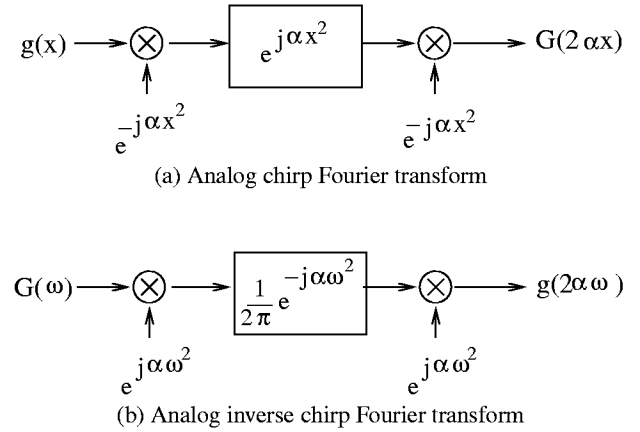 g(x) e^{jαx^2} G(2αx)
e^{-jαx^2} e^{-jαx^2}
(a) Analog chirp Fourier transform
G(ω) \frac{1}{2π} e^{-jαω^2} g(2αω)
e^{jαω^2} e^{jαω^2}
(b) Analog inverse chirp Fourier transform